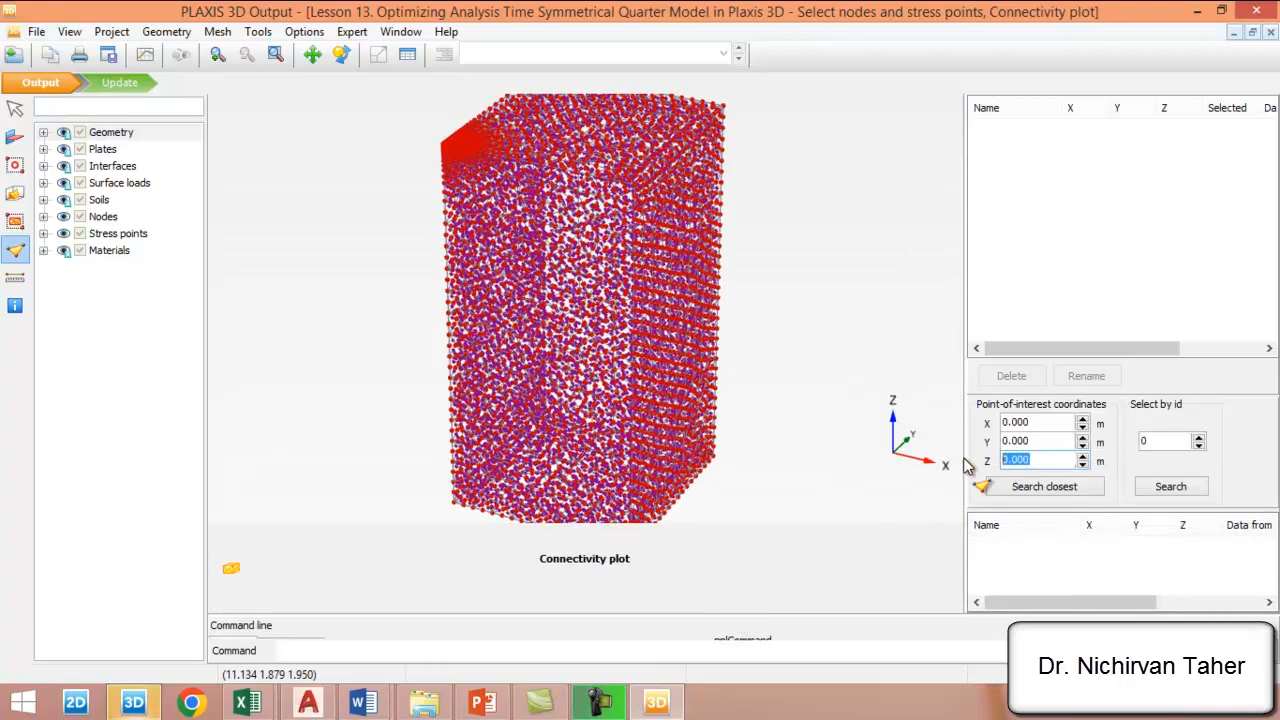 PLAXIS 3D Output - [Lesson 13. Optimizing Analysis Time Symmetrical Quarter Model in Plaxis 3D - Select nodes and stress points, Connectivity plot]
File View Project Geometry Mesh Tools Options Expert Window Help
Output Update
Geometry
Plates
Interfaces
Surface loads
Soils
Nodes
Stress points
Materials
Z
Y
X
Connectivity plot
Name X Y Z Selected Da
Delete Rename
Point-of-interest coordinates Select by id
X 0.000 m
Y 0.000 m 0
Z 0.000 m
Search closest Search
Name X Y Z Data from
Command line
Command
(11.134 1.879 1.950)
Dr. Nichirvan Taher
2D 3D 3D